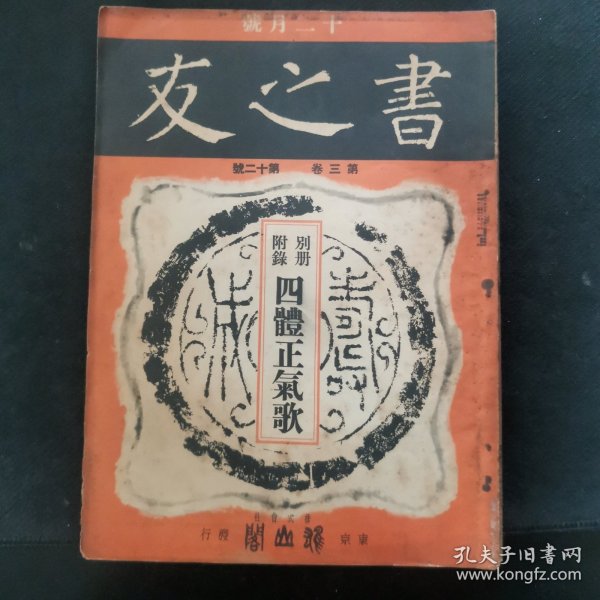 十二月號
書之友
第三卷 第十二號
別册
附錄
四體正氣歌
株式會社
東京 雄山閣 發行
孔夫子旧书网
www.kongfz.com